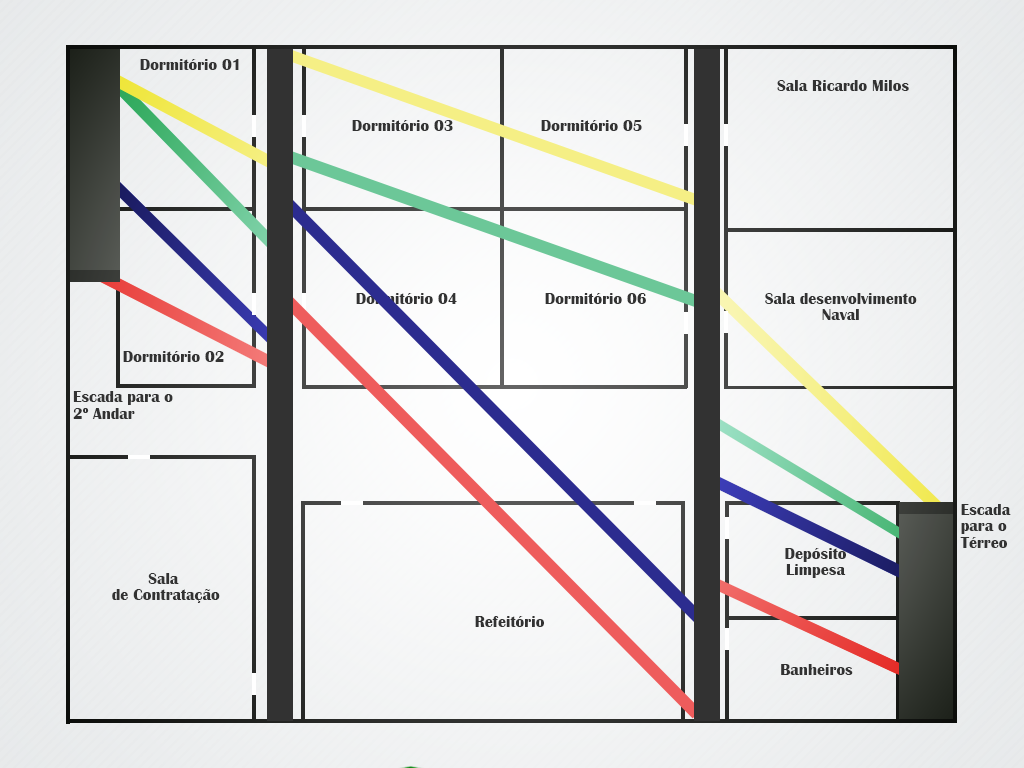 Dormitório 01
Sala Ricardo Milos
Dormitório 03
Dormitório 05
Dormitório 04
Dormitório 06
Sala desenvolvimento
Naval
Dormitório 02
Escada para o
2º Andar
Escada
para o
Térreo
Depósito
Limpesa
Sala
de Contratação
Refeitório
Banheiros